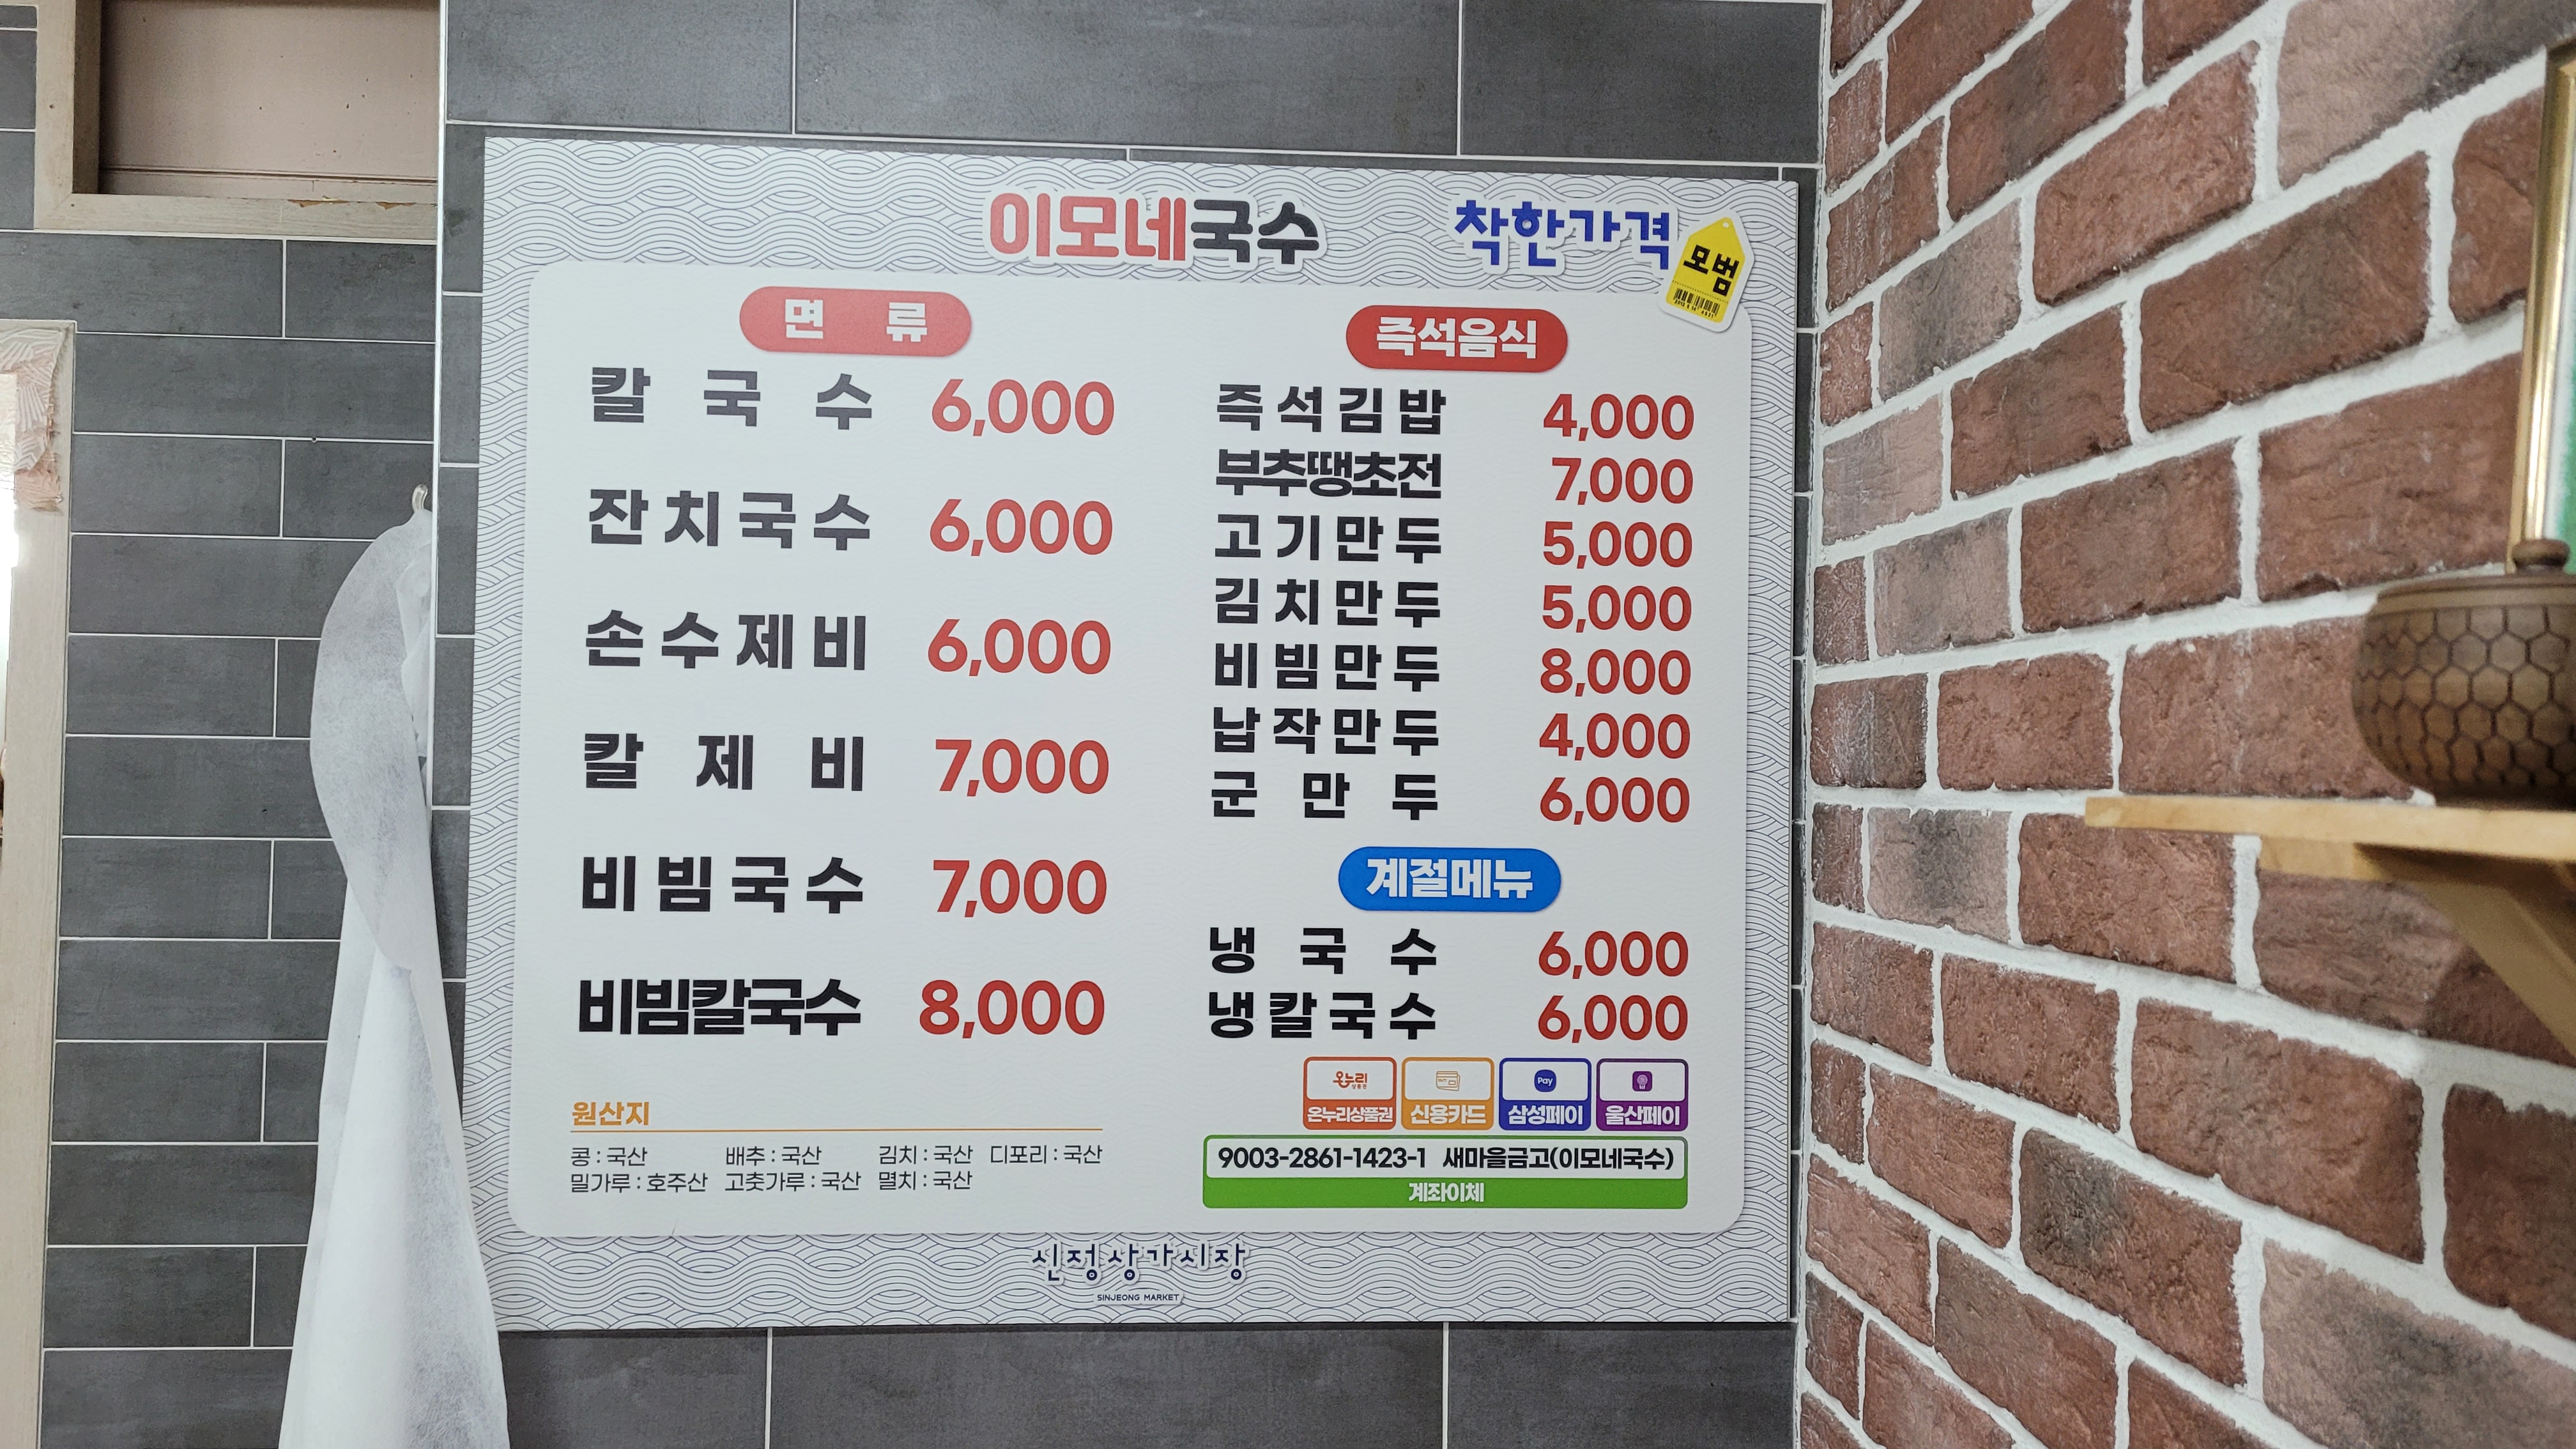 이모네국수
착한가격
모범
면 류
칼 국 수 6,000
잔치국수 6,000
손수제비 6,000
칼 제 비 7,000
비빔국수 7,000
비빔칼국수 8,000
즉석음식
즉석김밥 4,000
부추땡초전 7,000
고기만두 5,000
김치만두 5,000
비빔만두 8,000
납작만두 4,000
군 만 두 6,000
계절메뉴
냉 국 수 6,000
냉칼국수 6,000
원산지
콩 : 국산 배추 : 국산 김치 : 국산 디포리 : 국산
밀가루 : 호주산 고춧가루 : 국산 멸치 : 국산
온누리 Pay
온누리상품권 신용카드 삼성페이 울산페이
9003-2861-1423-1 새마을금고(이모네국수)
계좌이체
신정상가시장
SINJEONG MARKET